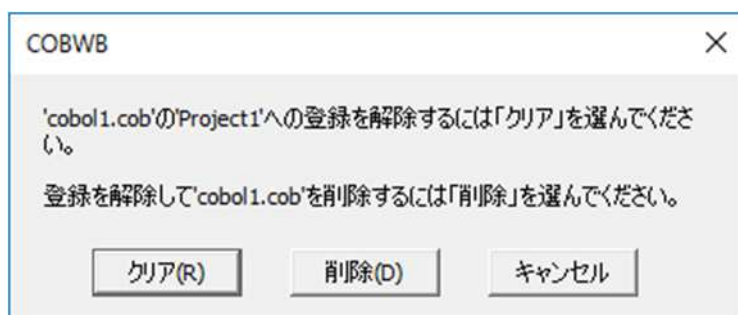 COBWB
'cobol1.cob'の'Project1'への登録を解除するには「クリア」を選んでくださ
い。
登録を解除して'cobol1.cob'を削除するには「削除」を選んでください。
クリア(R) 削除(D) キャンセル